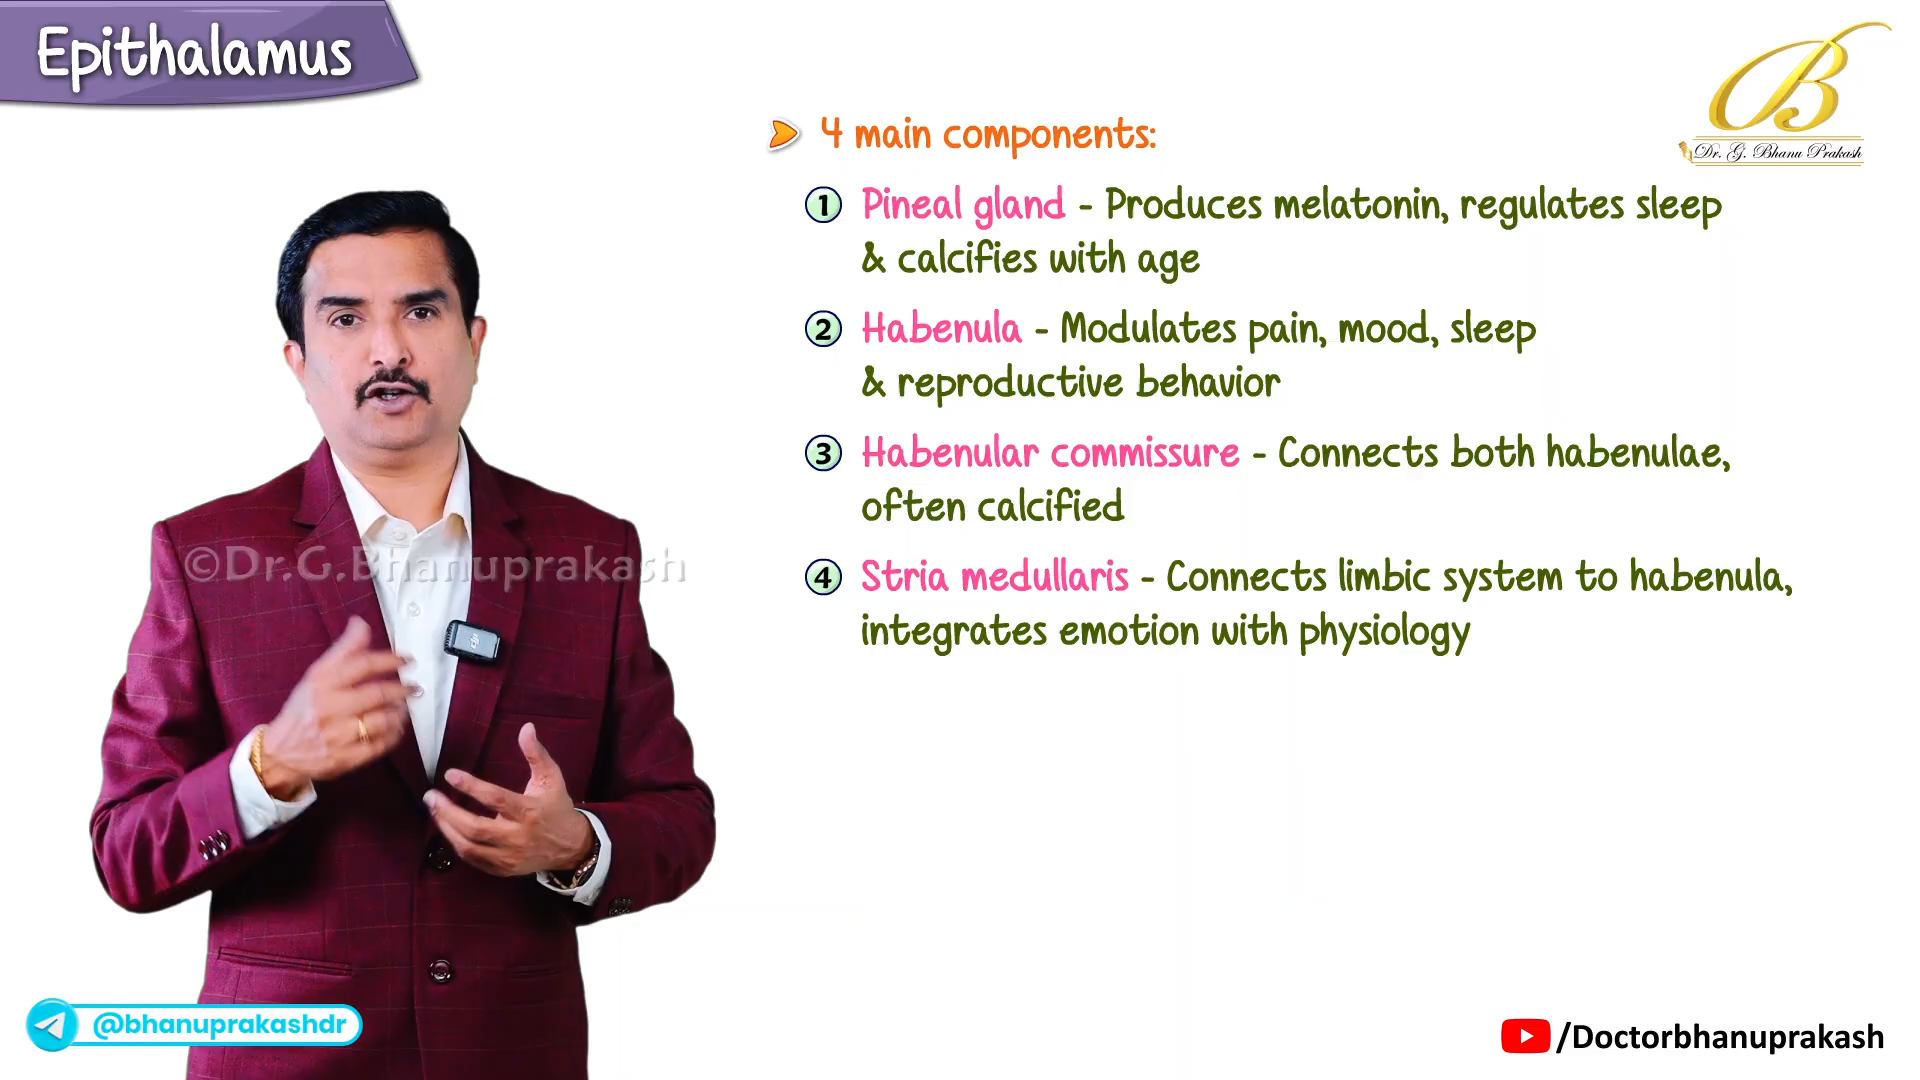 Epithalamus
B
Dr. G. Bhanu Prakash
4 main components:
1 Pineal gland - Produces melatonin, regulates sleep
& calcifies with age
2 Habenula - Modulates pain, mood, sleep
& reproductive behavior
3 Habenular commissure - Connects both habenulae,
often calcified
4 Stria medullaris - Connects limbic system to habenula,
integrates emotion with physiology
©Dr.G.Bhanuprakash
dji
@bhanuprakashdr
/Doctorbhanuprakash